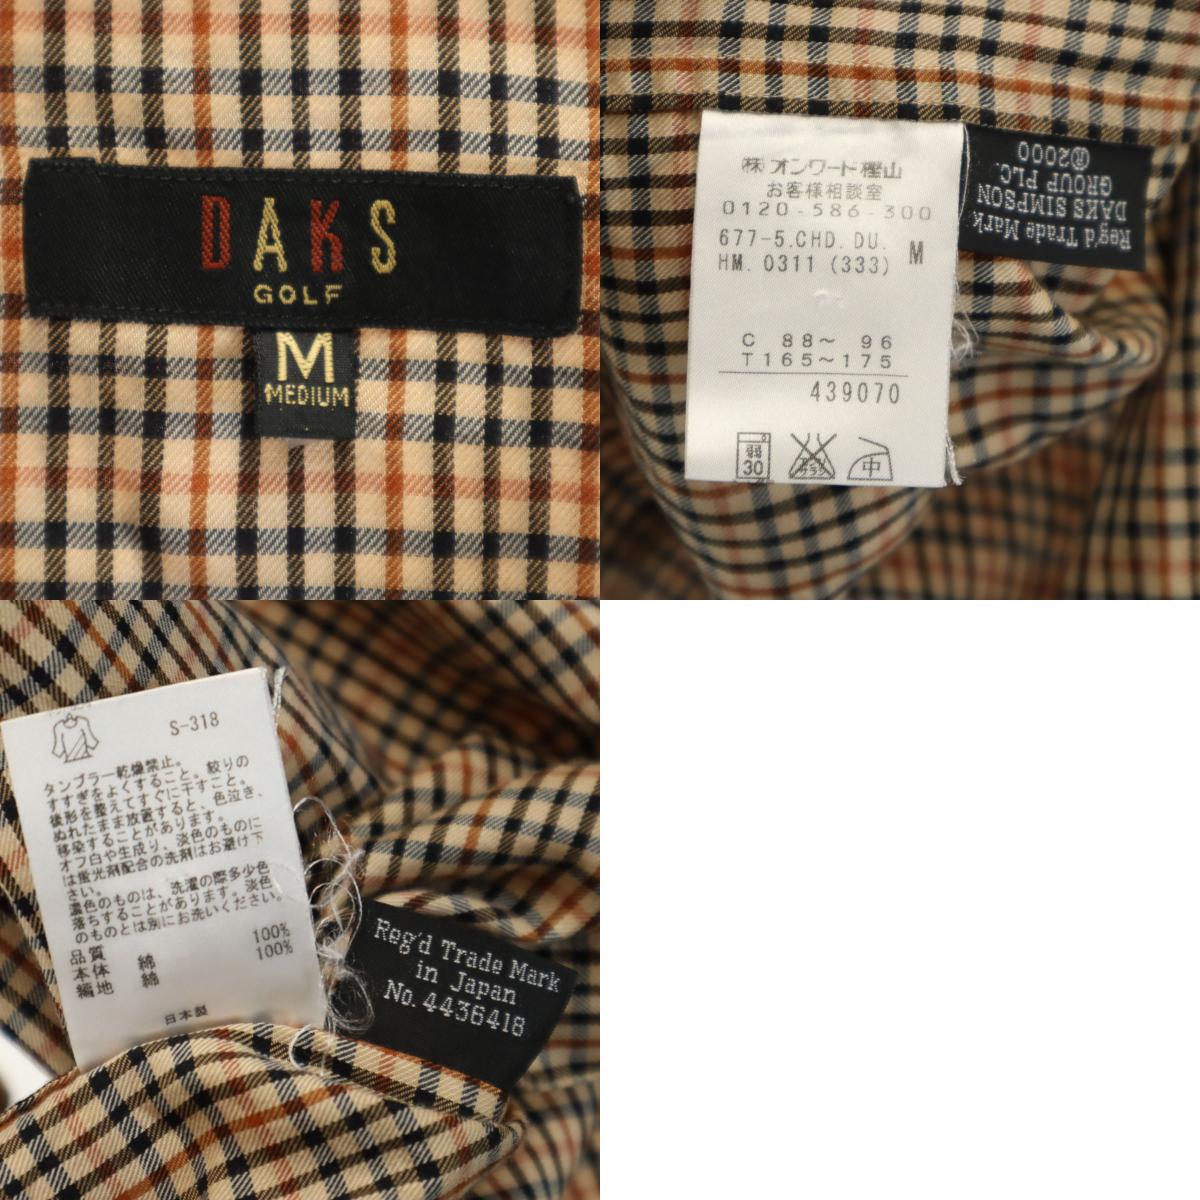 DAKS
GOLF
M
MEDIUM
(株)オンワード樫山
お客様相談室
0120-586-300
677-5.CHD.DU.
HM.0311 (333)
M
C 88～ 96
T165～175
439070
弱
30
エンソ
サラシ
中
Reg'd Trade Mark
DAKS SIMPSON
GROUP PLC.
®2000
S-318
タンブラー乾燥禁止。
すすぎをよくすること。絞りの
後形を整えてすぐに干すこと。
ぬれたまま放置すると、色泣き、
移染することがあります。
オフ白や生成り、淡色のものに
は蛍光剤配合の洗剤はお避け下
さい。
濃色のものは、洗濯の際多少色
落ちすることがあります。淡色
のものとは別にお洗いください。
品質
本体 綿 100%
編地 綿 100%
日本製
Reg'd Trade Mark
in Japan
No. 4436418